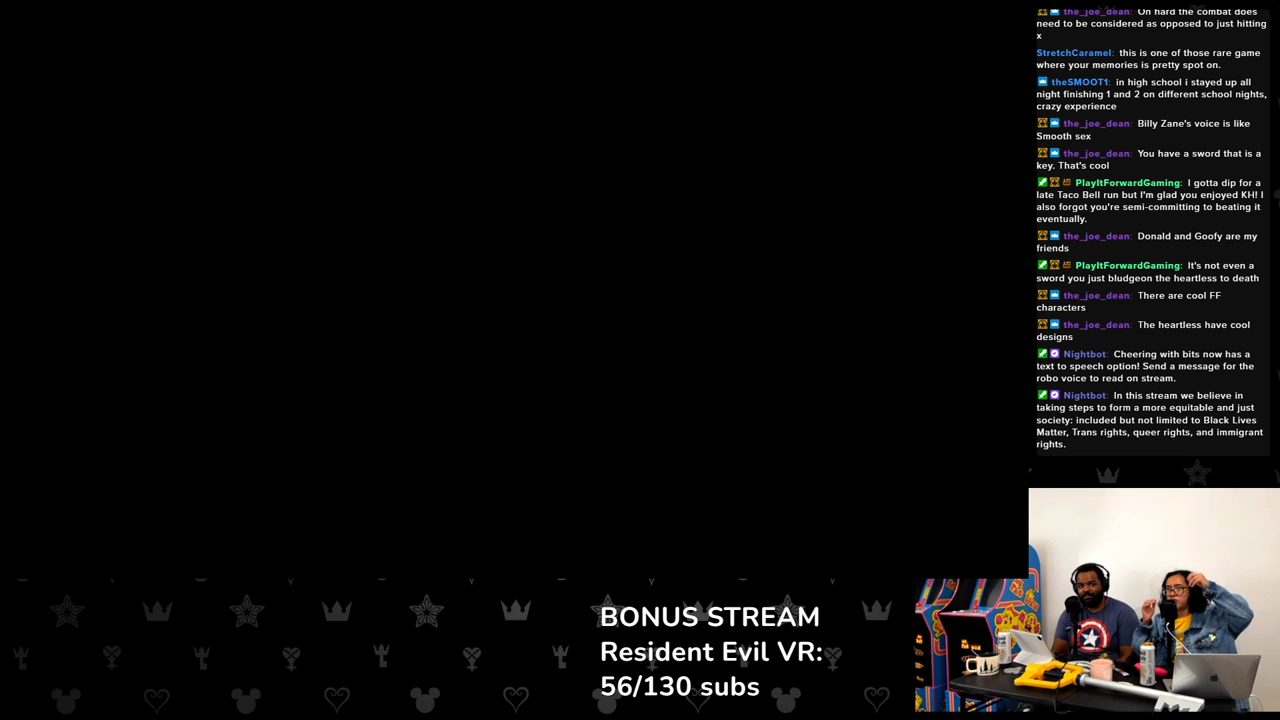 the_joe_dean: On hard the combat does
need to be considered as opposed to just hitting
x
StretchCaramel: this is one of those rare game
where your memories is pretty spot on.
theSMOOT1: in high school i stayed up all
night finishing 1 and 2 on different school nights,
crazy experience
the_joe_dean: Billy Zane's voice is like
Smooth sex
the_joe_dean: You have a sword that is a
key. That's cool
PlayItForwardGaming: I gotta dip for a
late Taco Bell run but I'm glad you enjoyed KH! I
also forgot you're semi-committing to beating it
eventually.
the_joe_dean: Donald and Goofy are my
friends
PlayItForwardGaming: It's not even a
sword you just bludgeon the heartless to death
the_joe_dean: There are cool FF
characters
the_joe_dean: The heartless have cool
designs
Nightbot: Cheering with bits now has a
text to speech option! Send a message for the
robo voice to read on stream.
Nightbot: In this stream we believe in
taking steps to form a more equitable and just
society: included but not limited to Black Lives
Matter, Trans rights, queer rights, and immigrant
rights.
BONUS STREAM
Resident Evil VR:
56/130 subs